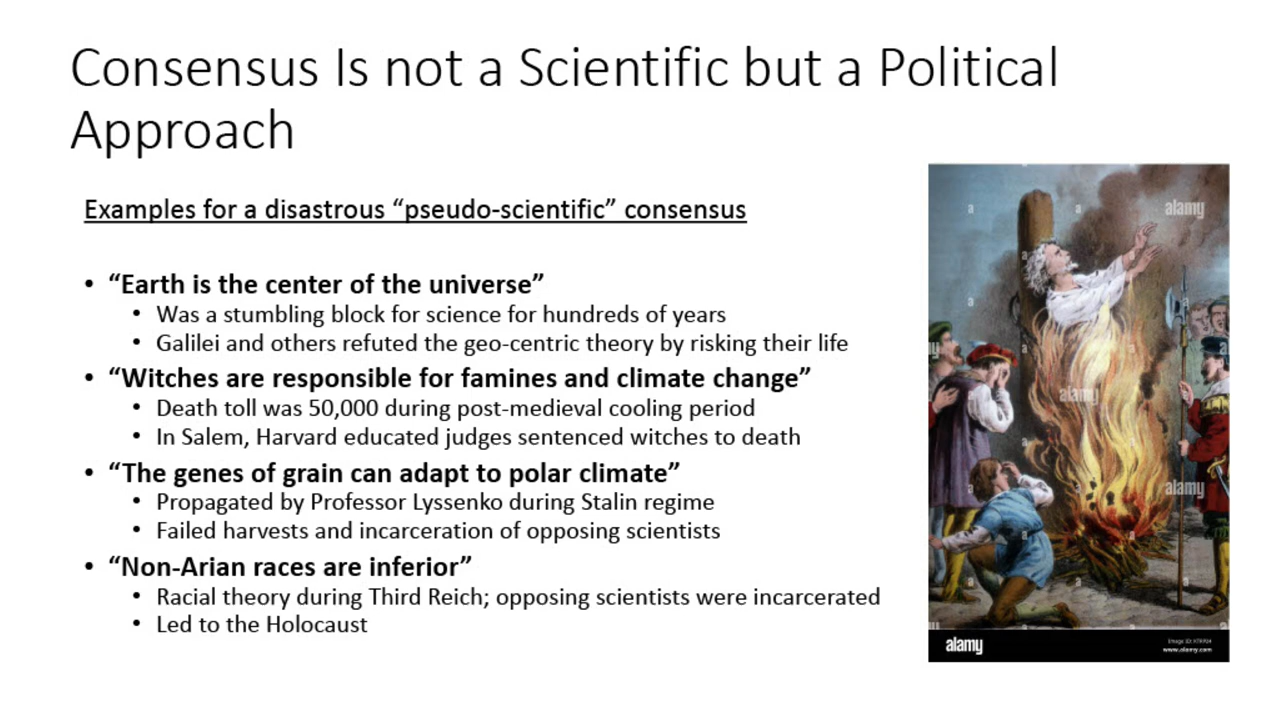 Consensus Is not a Scientific but a Political
Approach
Examples for a disastrous “pseudo-scientific” consensus
• “Earth is the center of the universe”
• Was a stumbling block for science for hundreds of years
• Galilei and others refuted the geo-centric theory by risking their life
• “Witches are responsible for famines and climate change”
• Death toll was 50,000 during post-medieval cooling period
• In Salem, Harvard educated judges sentenced witches to death
• “The genes of grain can adapt to polar climate”
• Propagated by Professor Lyssenko during Stalin regime
• Failed harvests and incarceration of opposing scientists
• “Non-Arian races are inferior”
• Racial theory during Third Reich; opposing scientists were incarcerated
• Led to the Holocaust
alamy
alamy
alamy
alamy
www.alamy.com